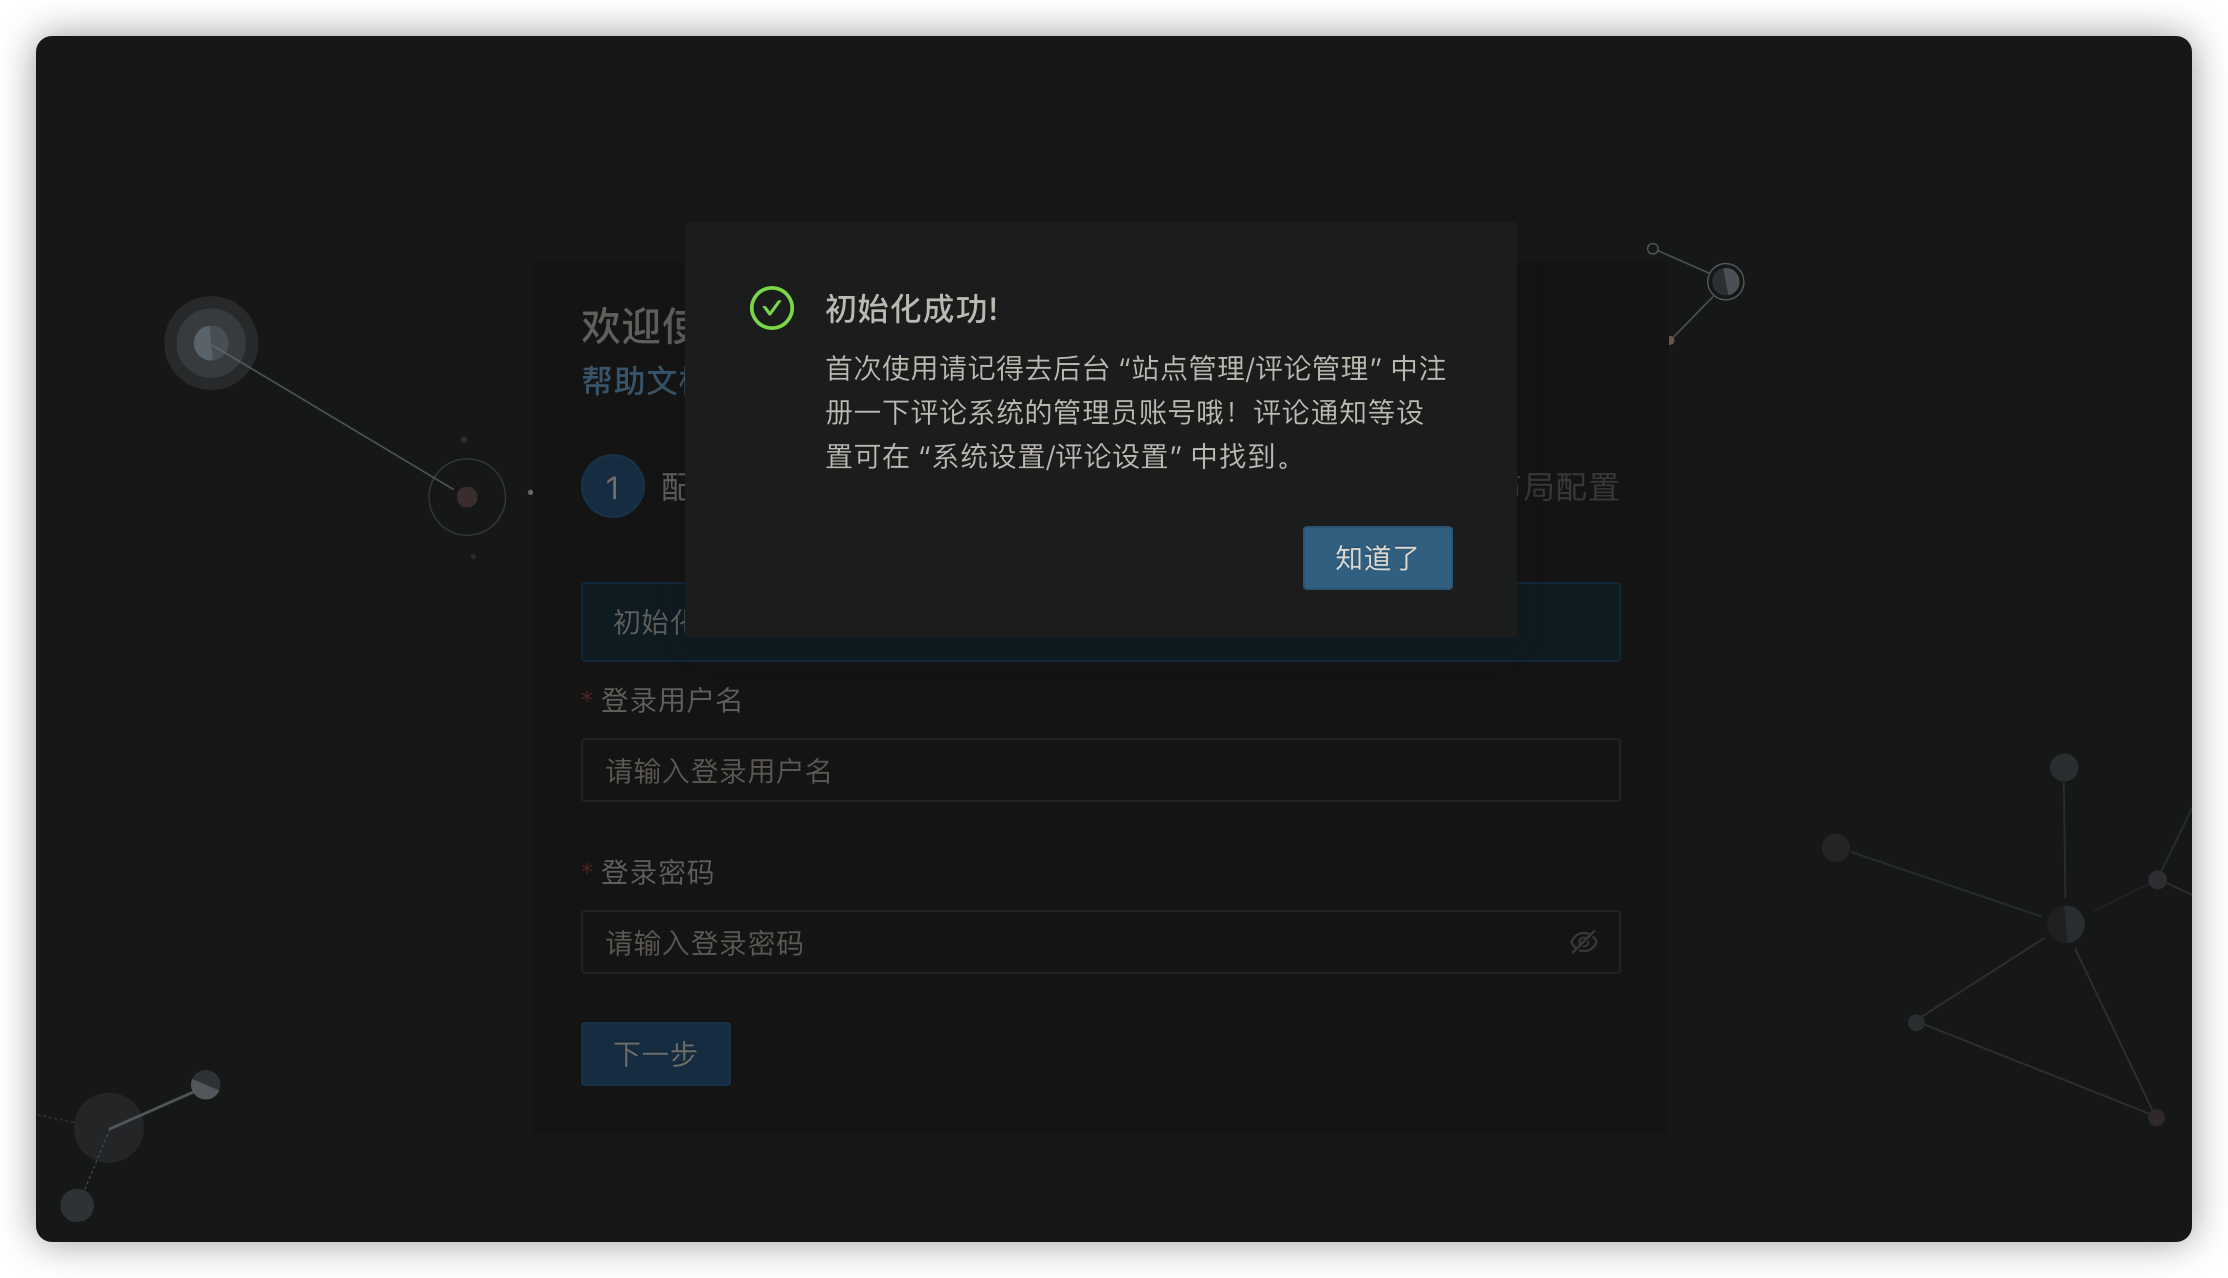 初始化成功!
首次使用请记得去后台 “站点管理/评论管理” 中注
册一下评论系统的管理员账号哦！评论通知等设
置可在 “系统设置/评论设置” 中找到。
知道了
欢迎
帮助文
1 配 局配置
初始
* 登录用户名
请输入登录用户名
* 登录密码
请输入登录密码
下一步